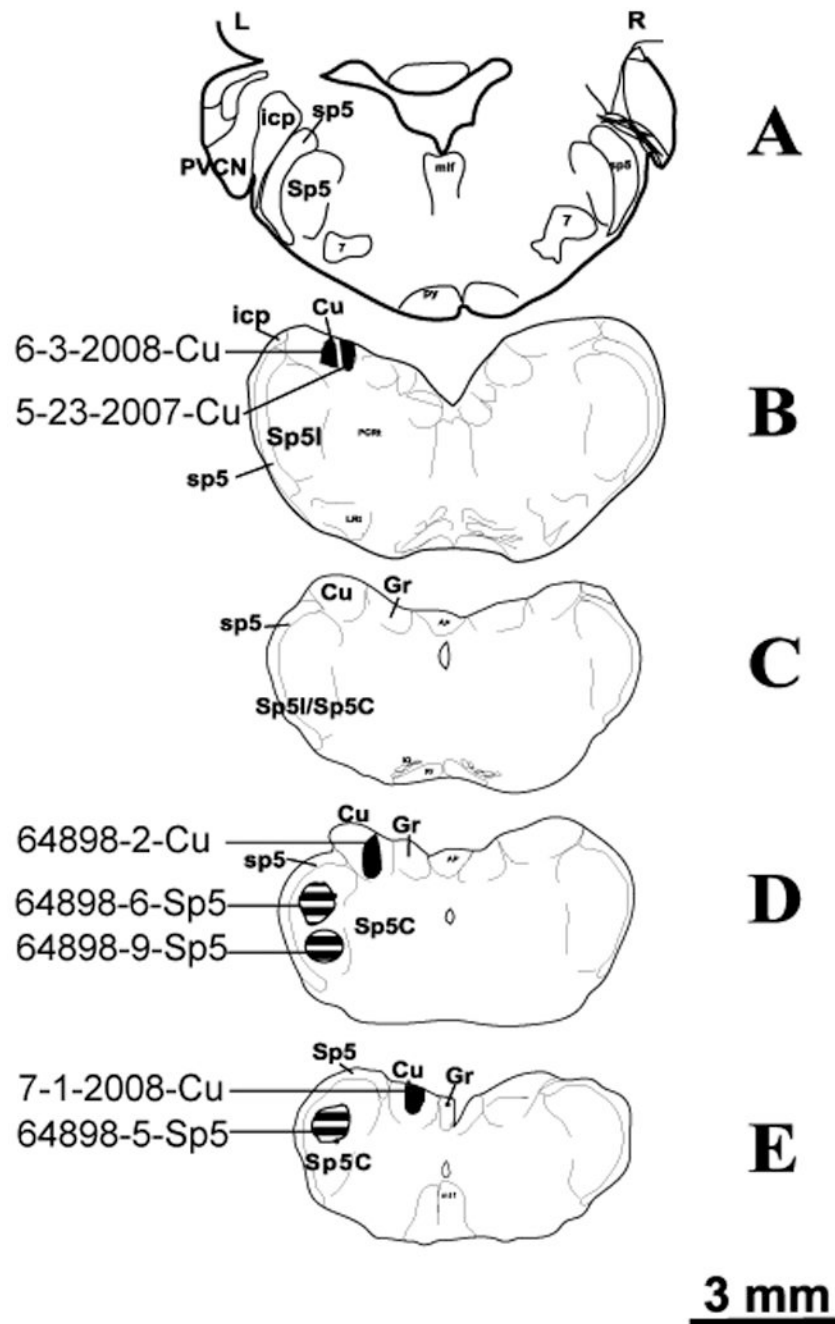 L R
A
icp sp5
PVCN mlf sp5
Sp5
7 7
py
icp Cu
6-3-2008-Cu
B
5-23-2007-Cu
Sp5I PCRt
sp5
LRt
Cu Gr
sp5 AP
C
Sp5I/Sp5C
Cu Gr
64898-2-Cu
sp5 AP
64898-6-Sp5 D
Sp5C
64898-9-Sp5
Sp5 Cu Gr
7-1-2008-Cu
64898-5-Sp5
E
Sp5C
3 mm